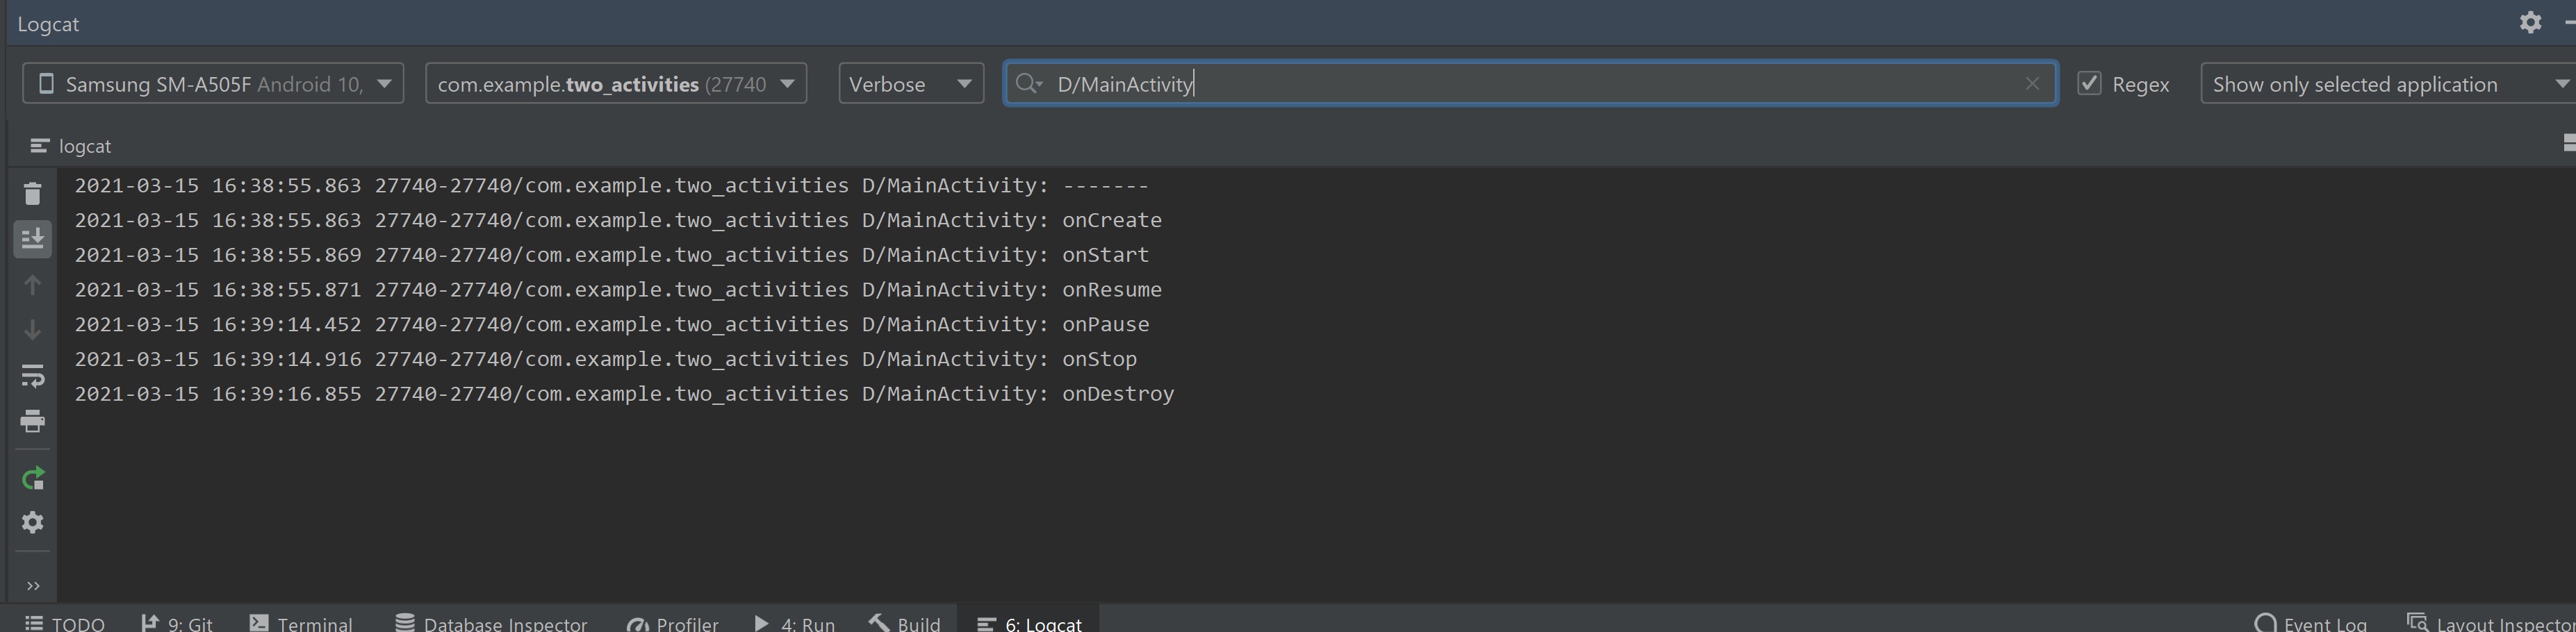 Logcat
Samsung SM-A505F Android 10, com.example.two_activities (27740 Verbose D/MainActivity Regex Show only selected application
logcat
2021-03-15 16:38:55.863 27740-27740/com.example.two_activities D/MainActivity: -------
2021-03-15 16:38:55.863 27740-27740/com.example.two_activities D/MainActivity: onCreate
2021-03-15 16:38:55.869 27740-27740/com.example.two_activities D/MainActivity: onStart
2021-03-15 16:38:55.871 27740-27740/com.example.two_activities D/MainActivity: onResume
2021-03-15 16:39:14.452 27740-27740/com.example.two_activities D/MainActivity: onPause
2021-03-15 16:39:14.916 27740-27740/com.example.two_activities D/MainActivity: onStop
2021-03-15 16:39:16.855 27740-27740/com.example.two_activities D/MainActivity: onDestroy
TODO 9: Git Terminal Database Inspector Profiler 4: Run Build 6: Logcat Event Log Layout Inspector